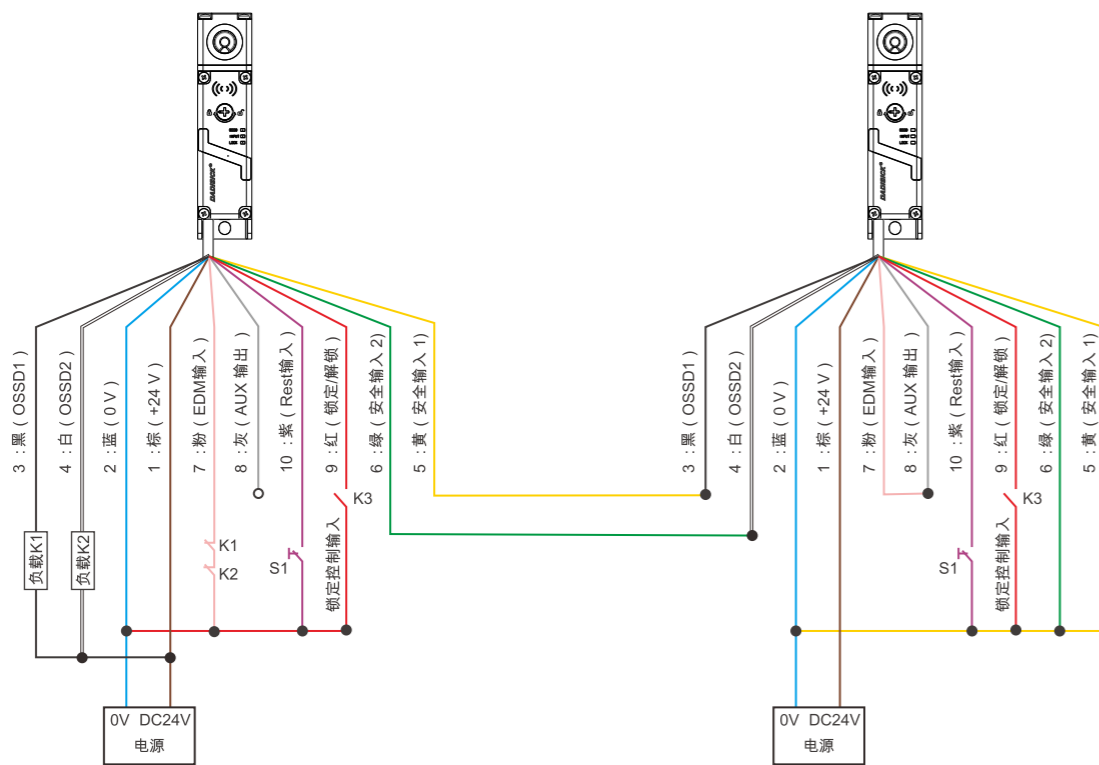 DADISICK®
DADISICK®
3 :黑 ( OSSD1 )
4 :白 ( OSSD2 )
2 :蓝 ( 0 V )
1 :棕 ( +24 V )
7 :粉 ( EDM输入 )
8 :灰 ( AUX 输出 )
10 :紫 ( Rest输入 )
9 :红 ( 锁定/解锁 )
6 :绿 ( 安全输入 2)
5 :黄 ( 安全输入 1)
3 :黑 ( OSSD1 )
4 :白 ( OSSD2 )
2 :蓝 ( 0 V )
1 :棕 ( +24 V )
7 :粉 ( EDM输入 )
8 :灰 ( AUX 输出 )
10 :紫 ( Rest输入 )
9 :红 ( 锁定/解锁 )
6 :绿 ( 安全输入 2)
5 :黄 ( 安全输入 1)
负载K1
负载K2
K1
K2
S1
K3
锁定控制输入
S1
K3
锁定控制输入
0V DC24V
电源
0V DC24V
电源